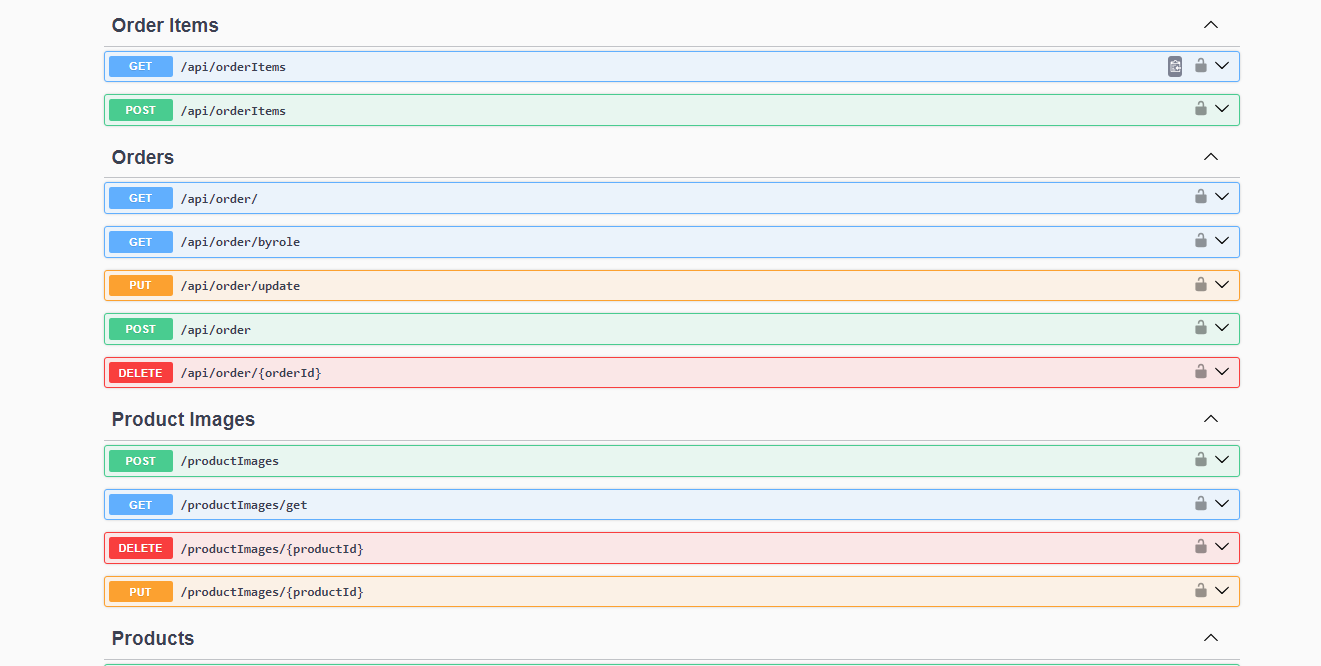 Order Items
GET /api/orderItems
POST /api/orderItems
Orders
GET /api/order/
GET /api/order/byrole
PUT /api/order/update
POST /api/order
DELETE /api/order/{orderId}
Product Images
POST /productImages
GET /productImages/get
DELETE /productImages/{productId}
PUT /productImages/{productId}
Products